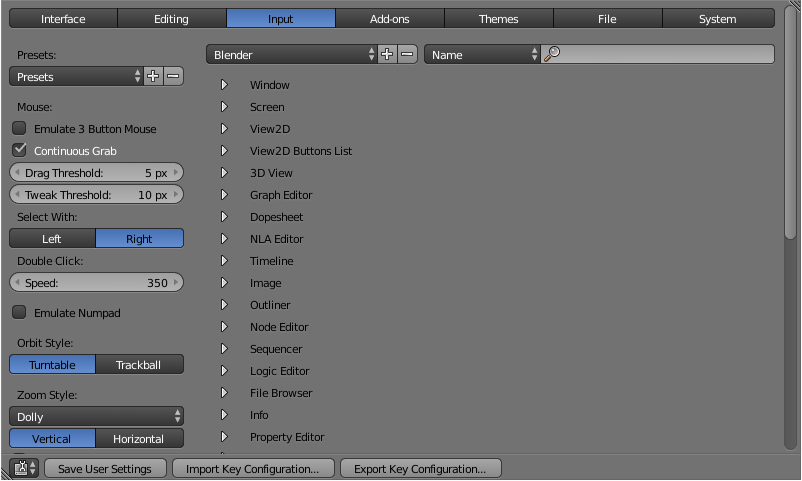 Interface Editing Input Add-ons Themes File System
Presets:
Presets
Mouse:
Emulate 3 Button Mouse
Continuous Grab
Drag Threshold: 5 px
Tweak Threshold: 10 px
Select With:
Left Right
Double Click:
Speed: 350
Emulate Numpad
Orbit Style:
Turntable Trackball
Zoom Style:
Dolly
Vertical Horizontal
Blender Name
Window
Screen
View2D
View2D Buttons List
3D View
Graph Editor
Dopesheet
NLA Editor
Timeline
Image
Outliner
Node Editor
Sequencer
Logic Editor
File Browser
Info
Property Editor
Save User Settings Import Key Configuration... Export Key Configuration...